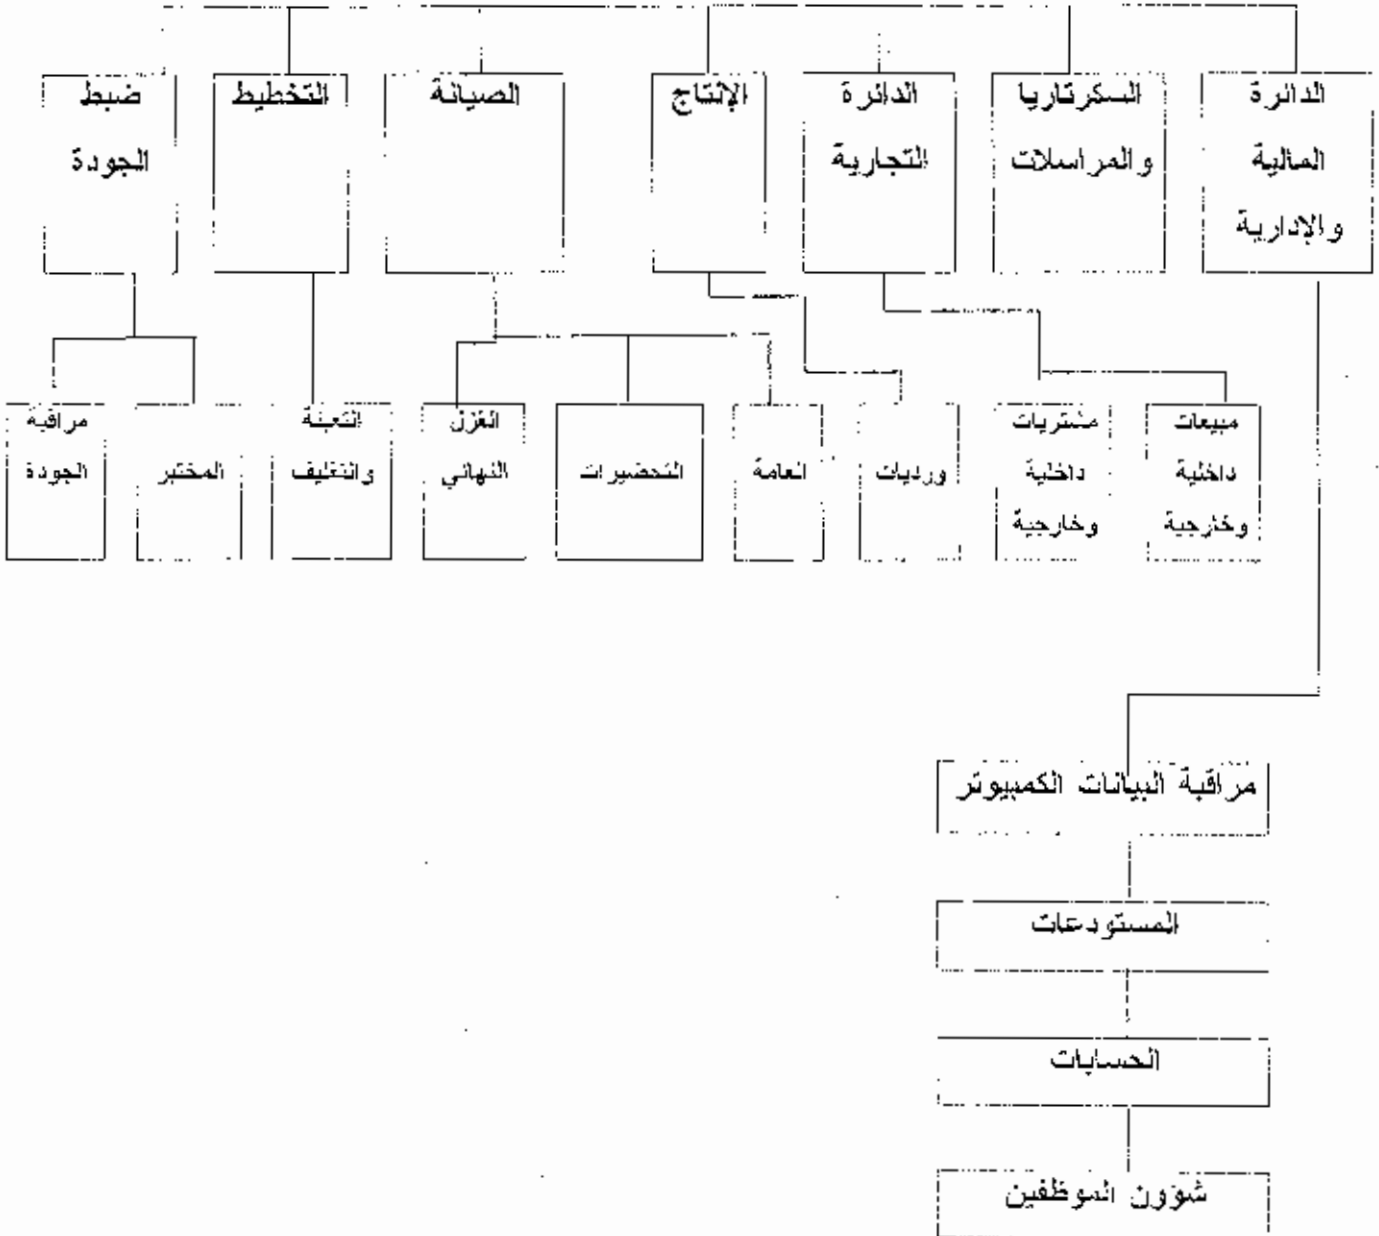 الدائرة
المالية
والإدارية
السكرتاريا
والمراسلات
الدائرة
التجارية
الإنتاج
الصيانة
التخطيط
ضبط
الجودة
مبيعات
داخلية
وخارجية
مشتريات
داخلية
وخارجية
ورديات
العامة
التحضيرات
الغزل
النهائي
التعبئة
والتغليف
المختبر
مراقبة
الجودة
مراقبة البيانات الكمبيوتر
المستودعات
الحسابات
شؤون الموظفين